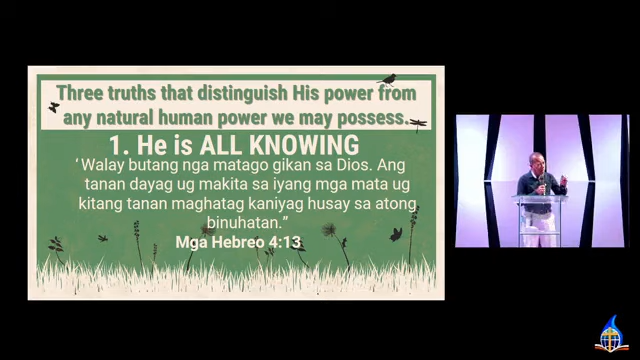 Three truths that distinguish His power from
any natural human power we may possess.
1. He is ALL KNOWING
‘Walay butang nga matago gikan sa Dios. Ang
tanan dayag ug makita sa iyang mga mata ug
kitang tanan maghatag kaniyag husay sa atong
binuhatan.”
Mga Hebreo 4:13